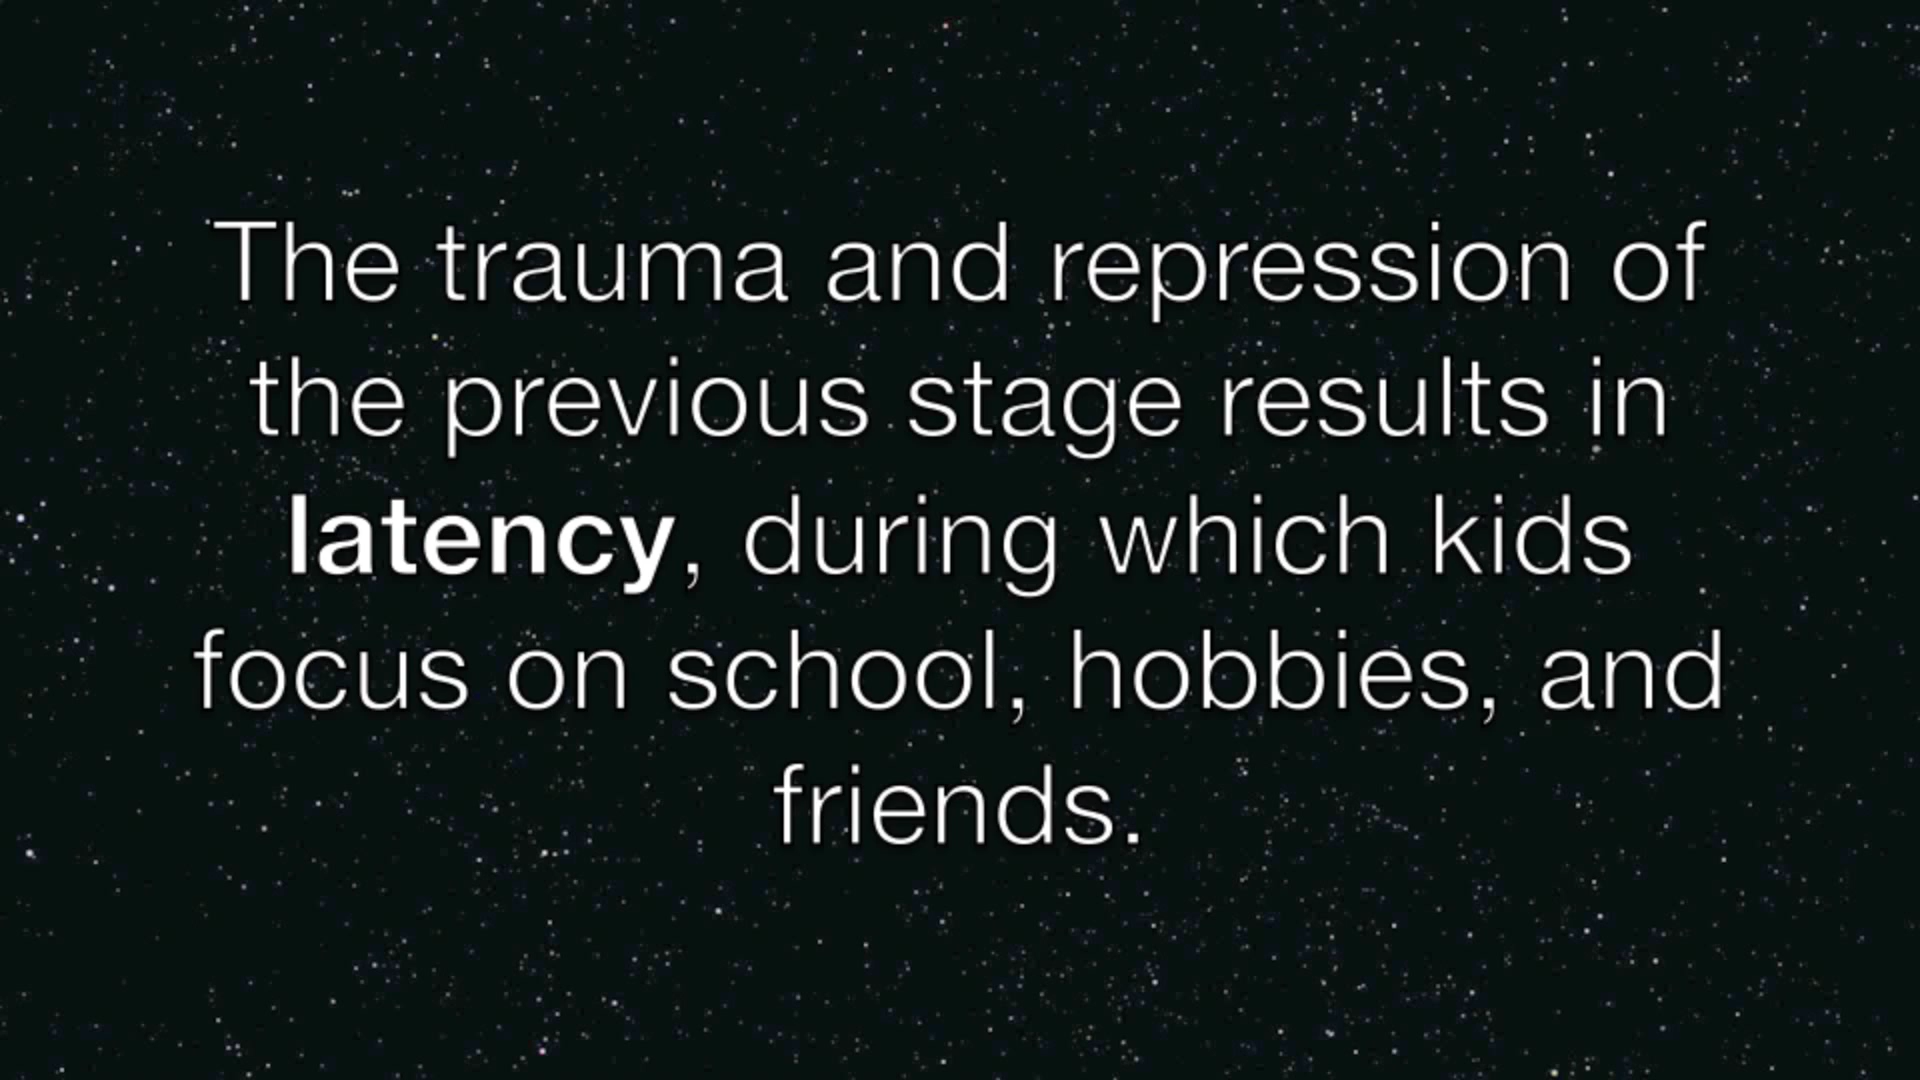 The trauma and repression of
the previous stage results in
latency, during which kids
focus on school, hobbies, and
friends.